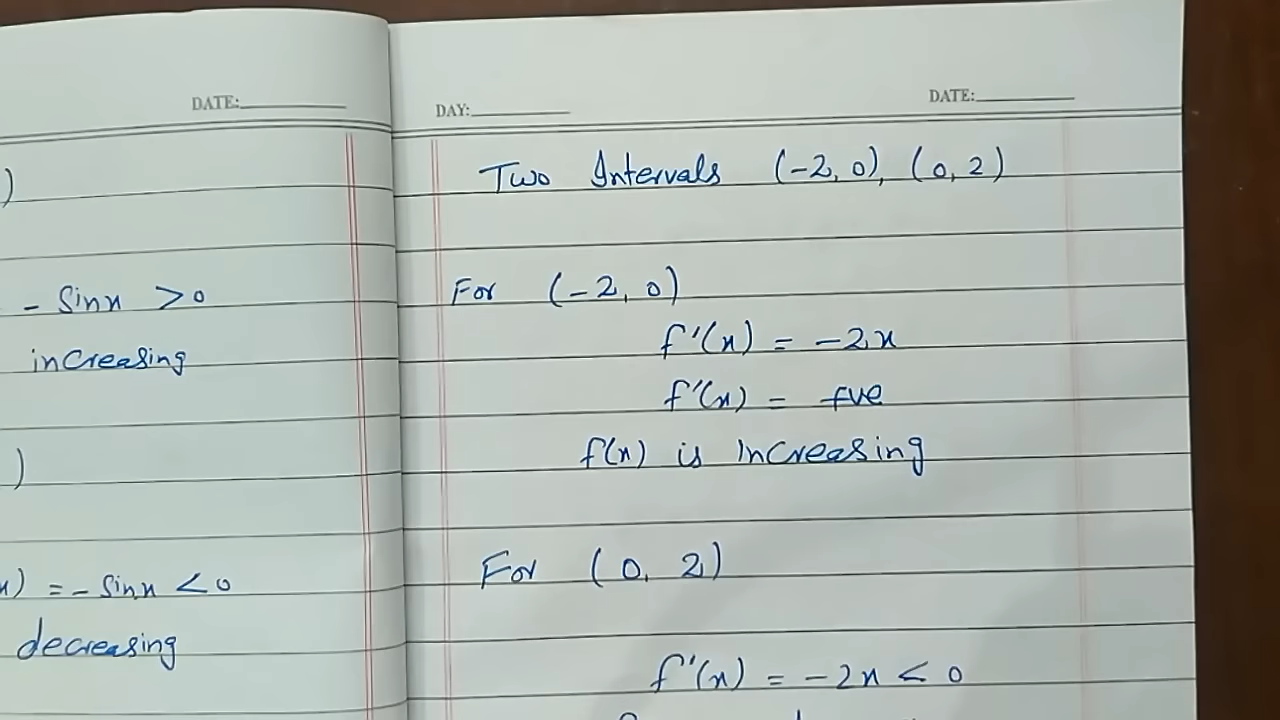 DATE:
)
- Sinx >0
increasing
)
x) = - Sinx <0
decreasing
DAY:
DATE:
Two Intervals (-2, 0), (0, 2)
For (-2, 0)
f'(x) = -2x
f'(x) = +ve
f(x) is Increasing
For (0, 2)
f'(x) = -2x < 0